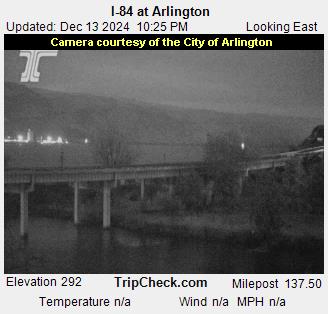 I-84 at Arlington
Updated: Dec 13 2024 10:25 PM Looking East
Camera courtesy of the City of Arlington
Elevation 292 TripCheck.com Milepost 137.50
Temperature n/a Wind n/a MPH n/a